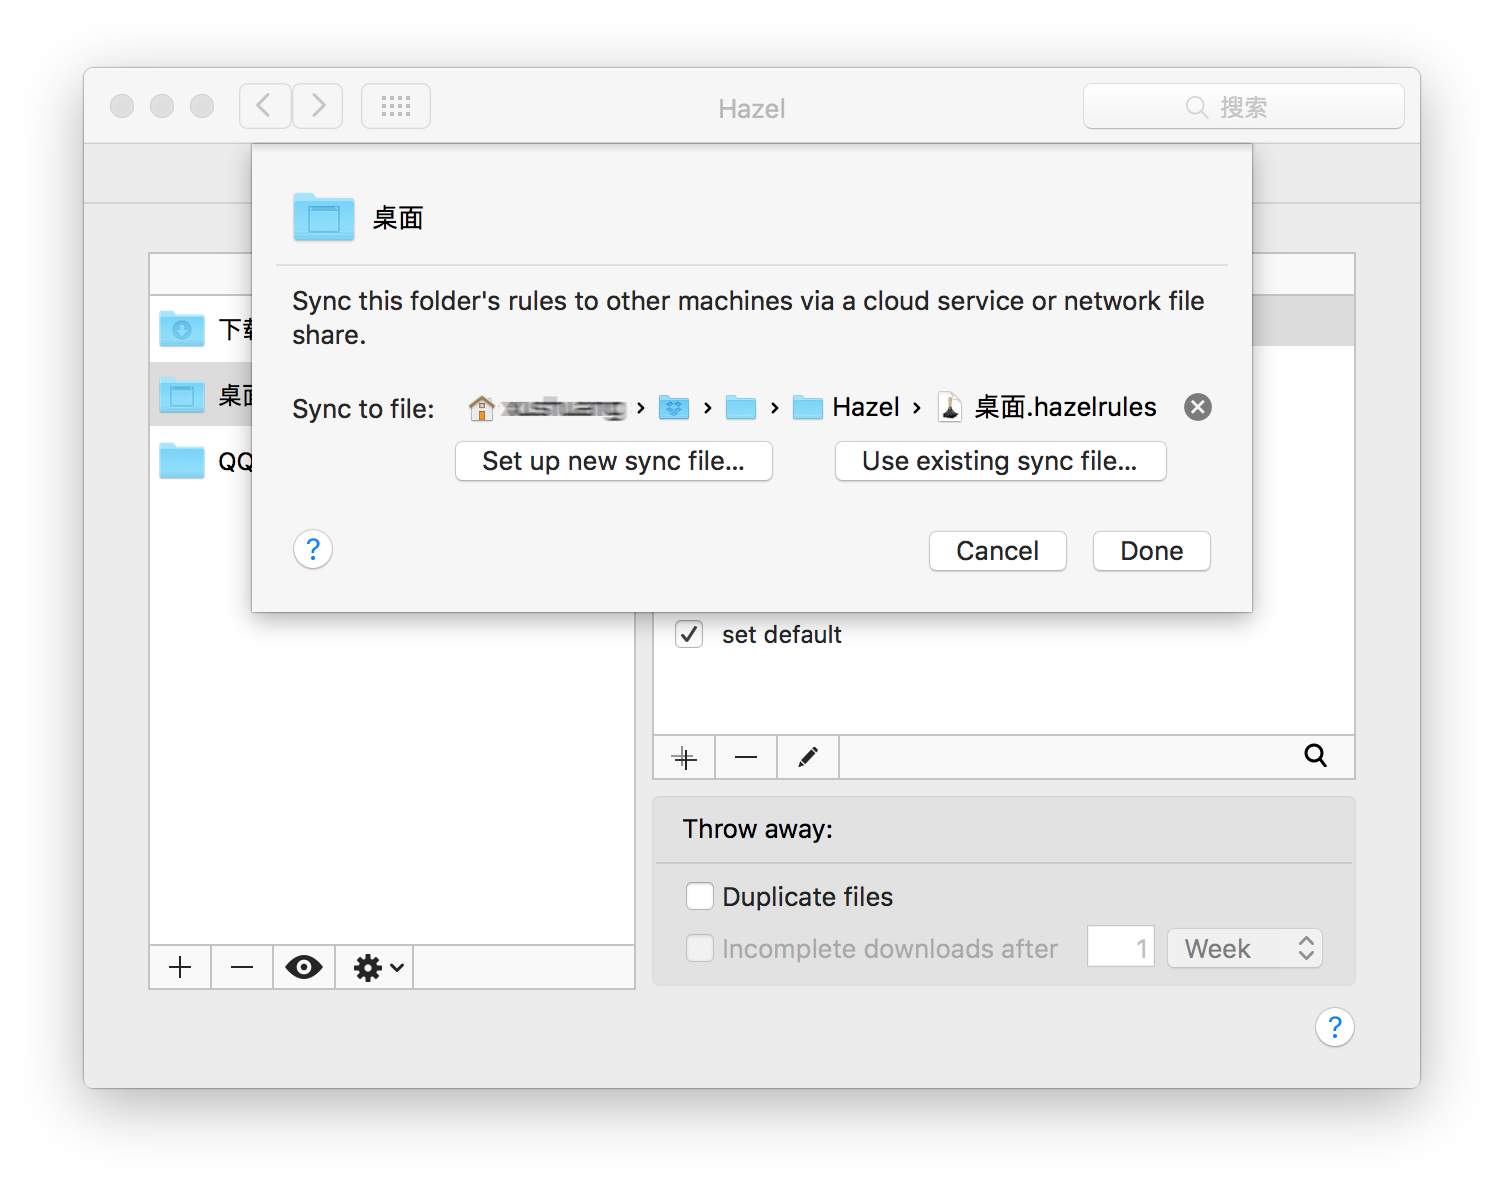 Hazel
搜索
桌面
Sync this folder's rules to other machines via a cloud service or network file
share.
Sync to file: Hazel 桌面.hazelrules
Set up new sync file... Use existing sync file...
? Cancel Done
下载
桌面
QQ
set default
Throw away:
Duplicate files
Incomplete downloads after 1 Week
?